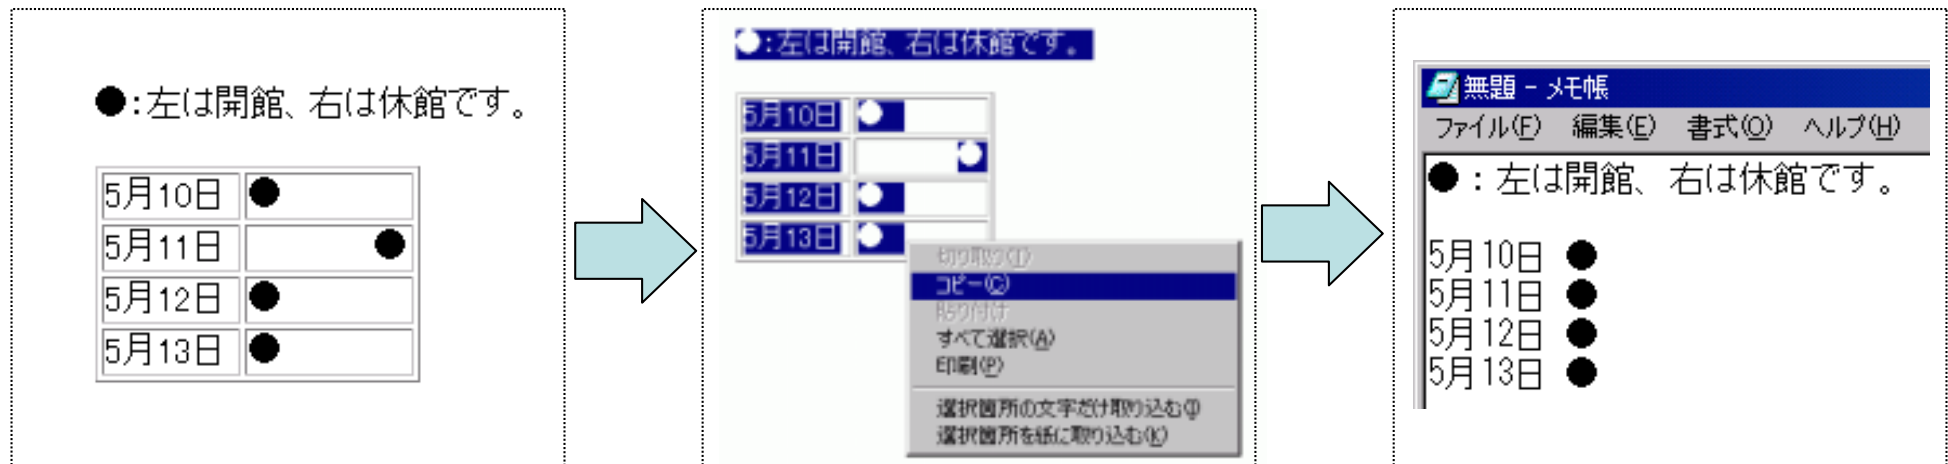 ●:左は開館、右は休館です。
5月10日 ●
5月11日 ●
5月12日 ●
5月13日 ●
●:左は開館、右は休館です。
5月10日 ●
5月11日 ●
5月12日 ●
5月13日 ●
切り取り(T)
コピー(C)
貼り付け
すべて選択(A)
印刷(P)
選択箇所の文字だけ取り込む(I)
選択箇所を紙に取り込む(K)
無題 - メモ帳
ファイル(F) 編集(E) 書式(O) ヘルプ(H)
●:左は開館、右は休館です。
5月10日 ●
5月11日 ●
5月12日 ●
5月13日 ●